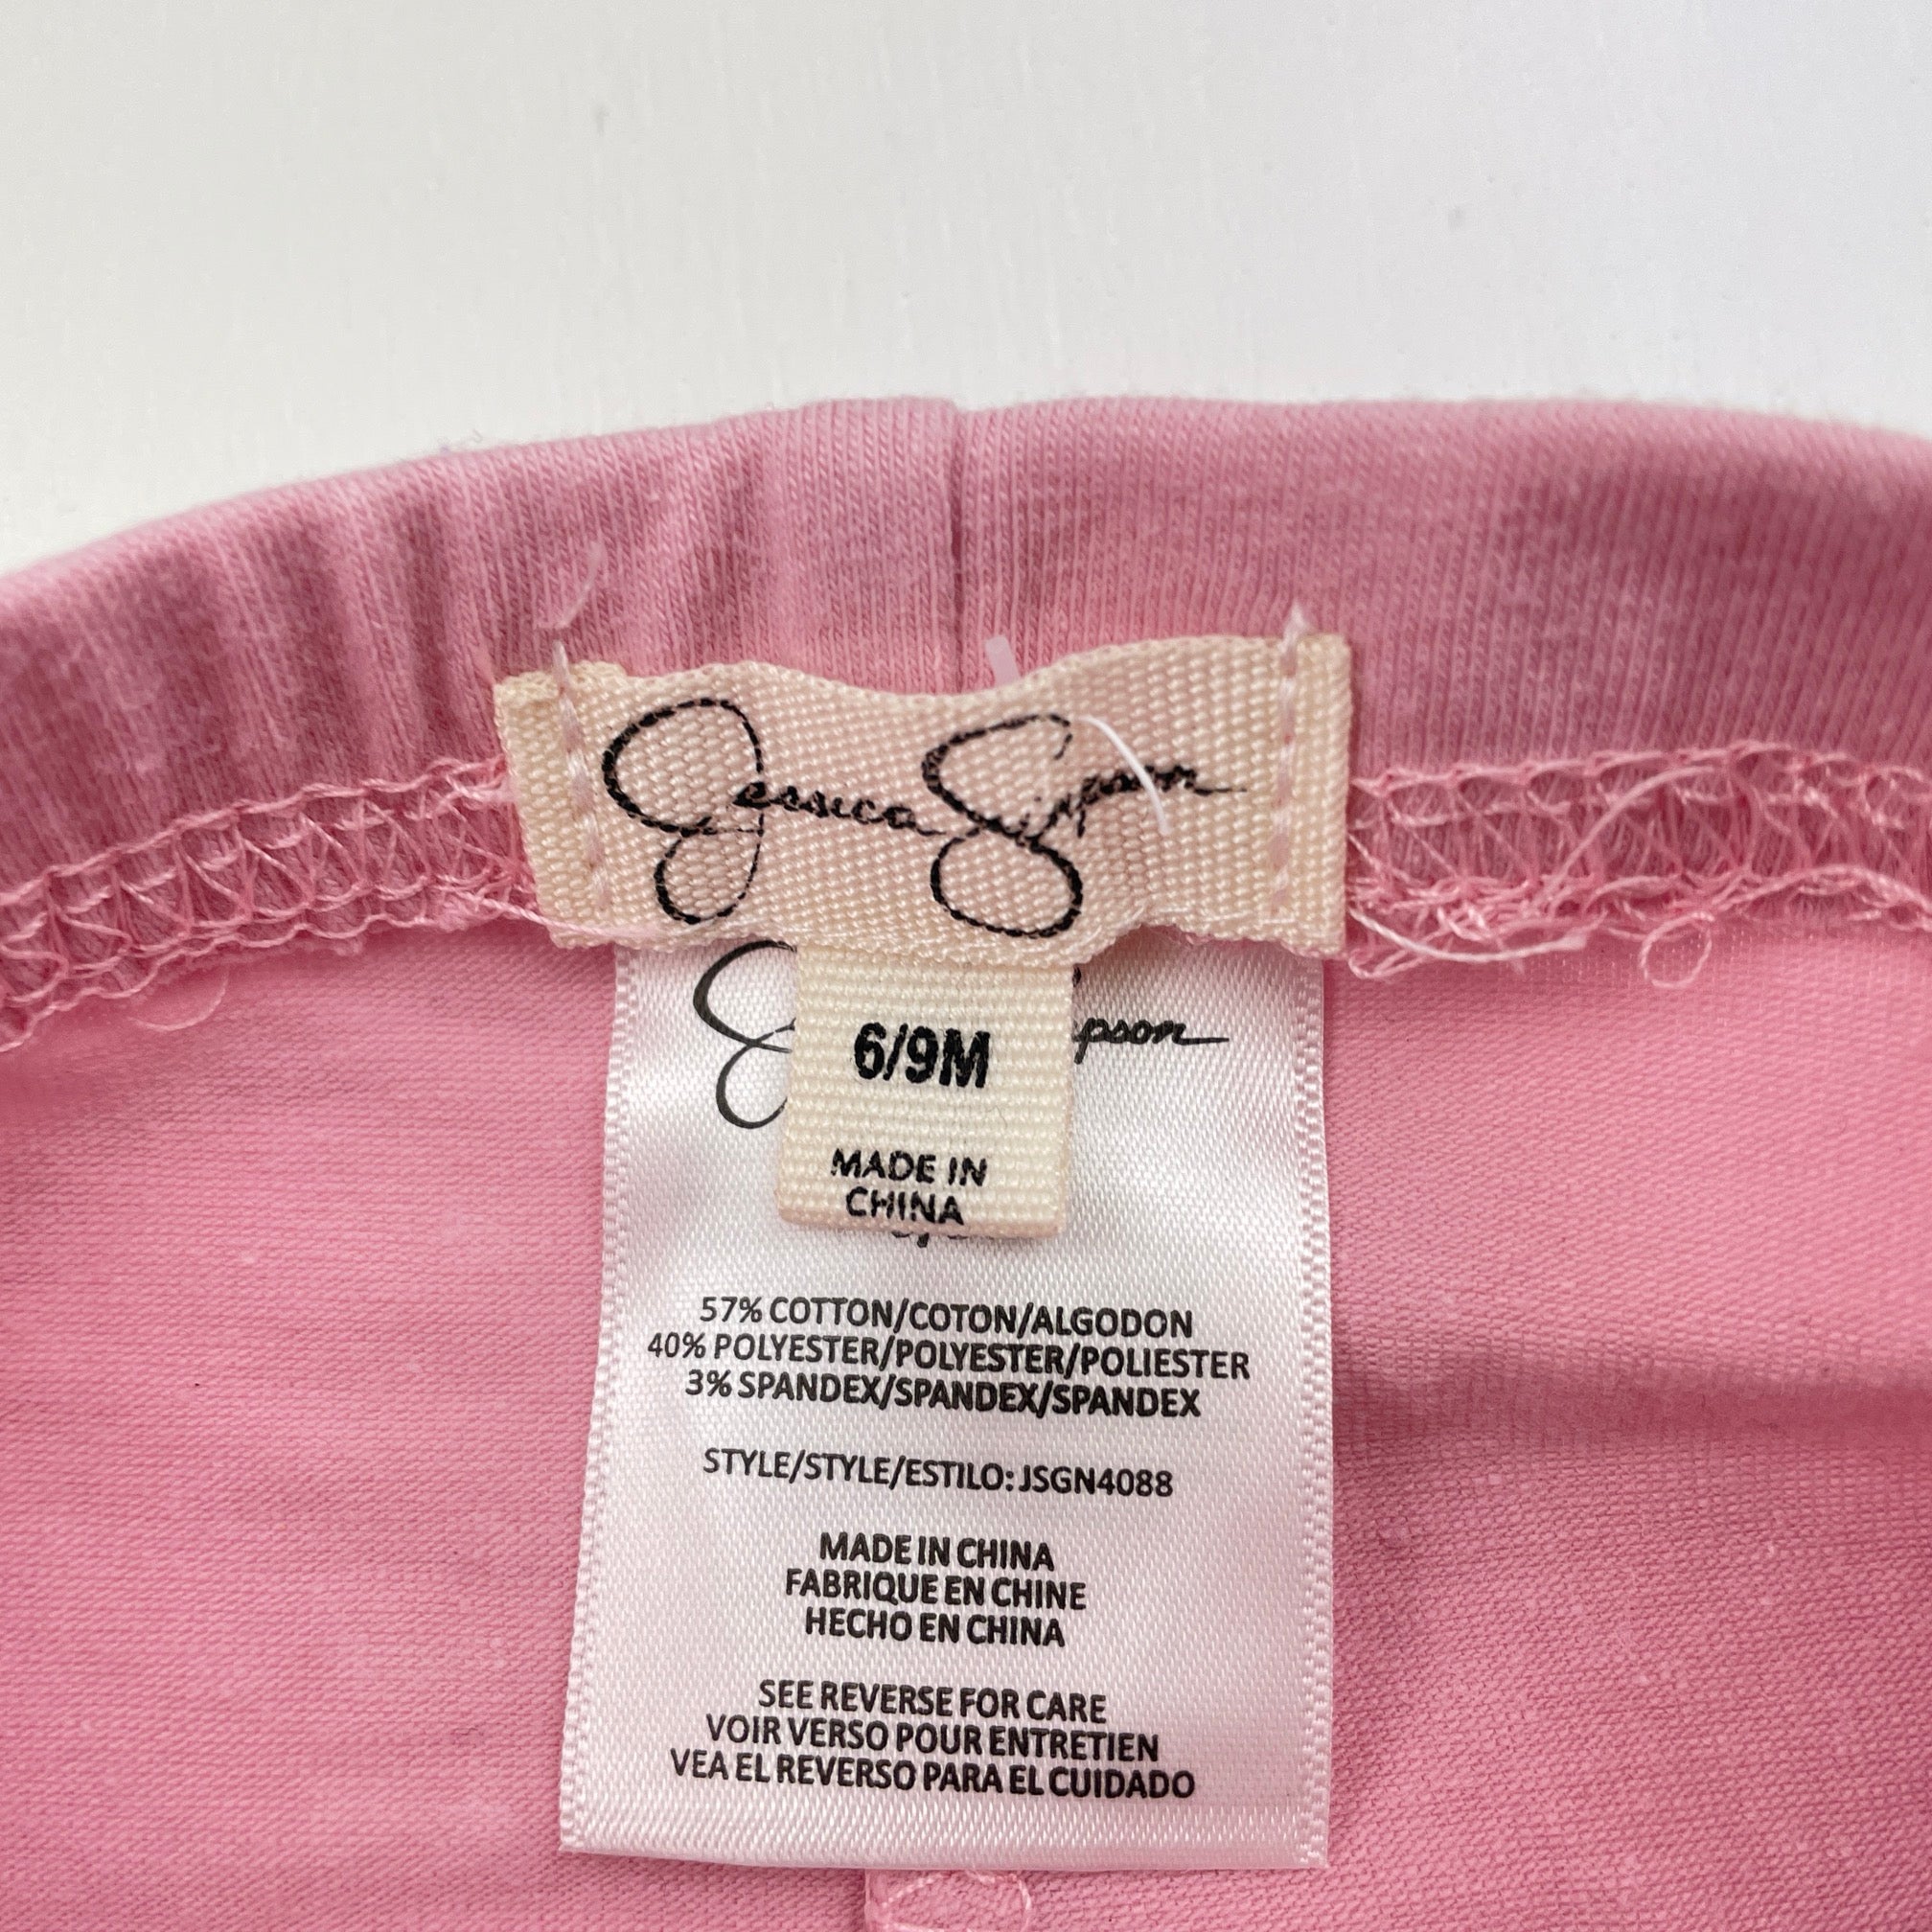 Jessica Simpson
pson
6/9M
MADE IN
CHINA
57% COTTON/COTON/ALGODON
40% POLYESTER/POLYESTER/POLIESTER
3% SPANDEX/SPANDEX/SPANDEX
STYLE/STYLE/ESTILO: JSGN4088
MADE IN CHINA
FABRIQUE EN CHINE
HECHO EN CHINA
SEE REVERSE FOR CARE
VOIR VERSO POUR ENTRETIEN
VEA EL REVERSO PARA EL CUIDADO